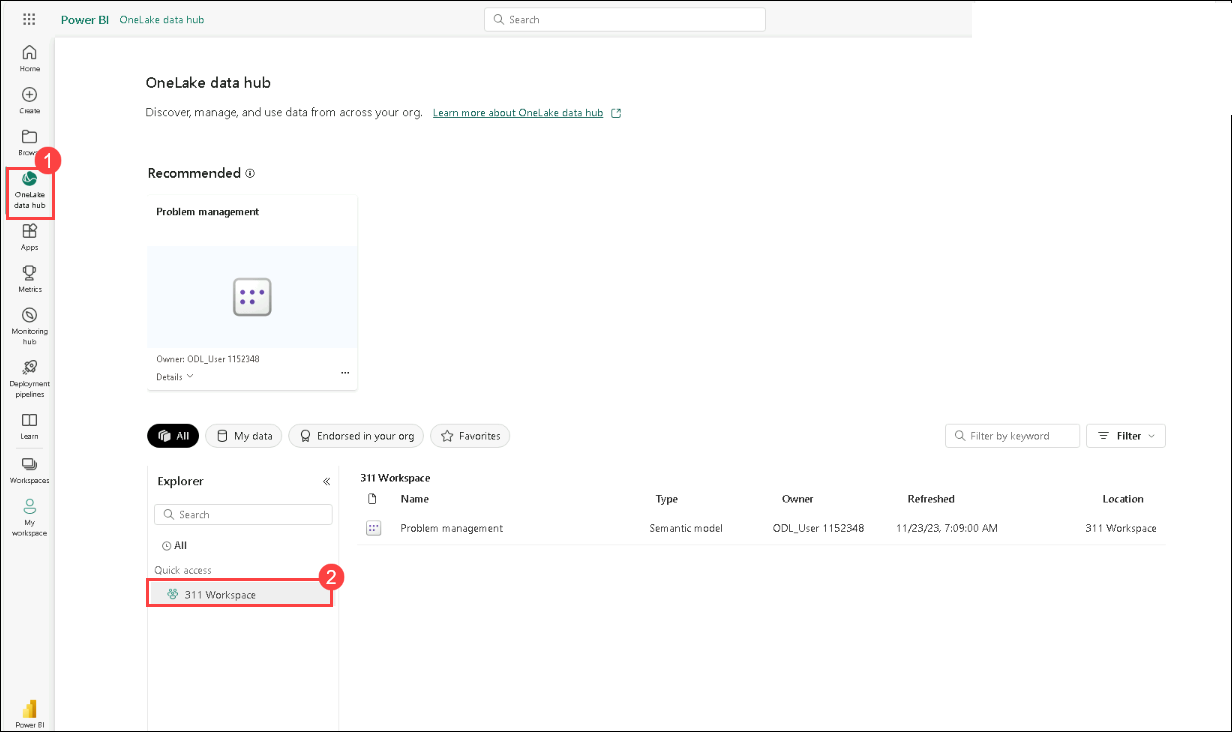 Power BI OneLake data hub
Search
Home
Create
Brows
1
OneLake
data hub
Apps
Metrics
Monitoring
hub
Deployment
pipelines
Learn
Workspaces
My
workspace
Power BI
OneLake data hub
Discover, manage, and use data from across your org. Learn more about OneLake data hub
Recommended
Problem management
Owner: ODL_User 1152348
Details
...
All My data Endorsed in your org Favorites
Filter by keyword Filter
Explorer
Search
All
Quick access
2
311 Workspace
311 Workspace
Name Type Owner Refreshed Location
Problem management Semantic model ODL_User 1152348 11/23/23, 7:09:00 AM 311 Workspace